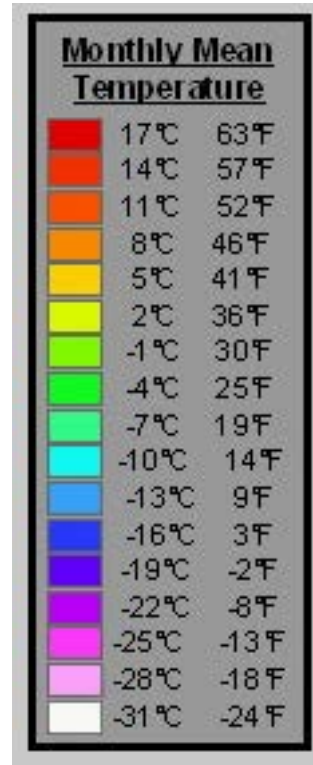 Monthly Mean
Temperature
17°C 63°F
14°C 57°F
11°C 52°F
8°C 46°F
5°C 41°F
2°C 36°F
-1°C 30°F
-4°C 25°F
-7°C 19°F
-10°C 14°F
-13°C 9°F
-16°C 3°F
-19°C -2°F
-22°C -8°F
-25°C -13°F
-28°C -18°F
-31°C -24°F